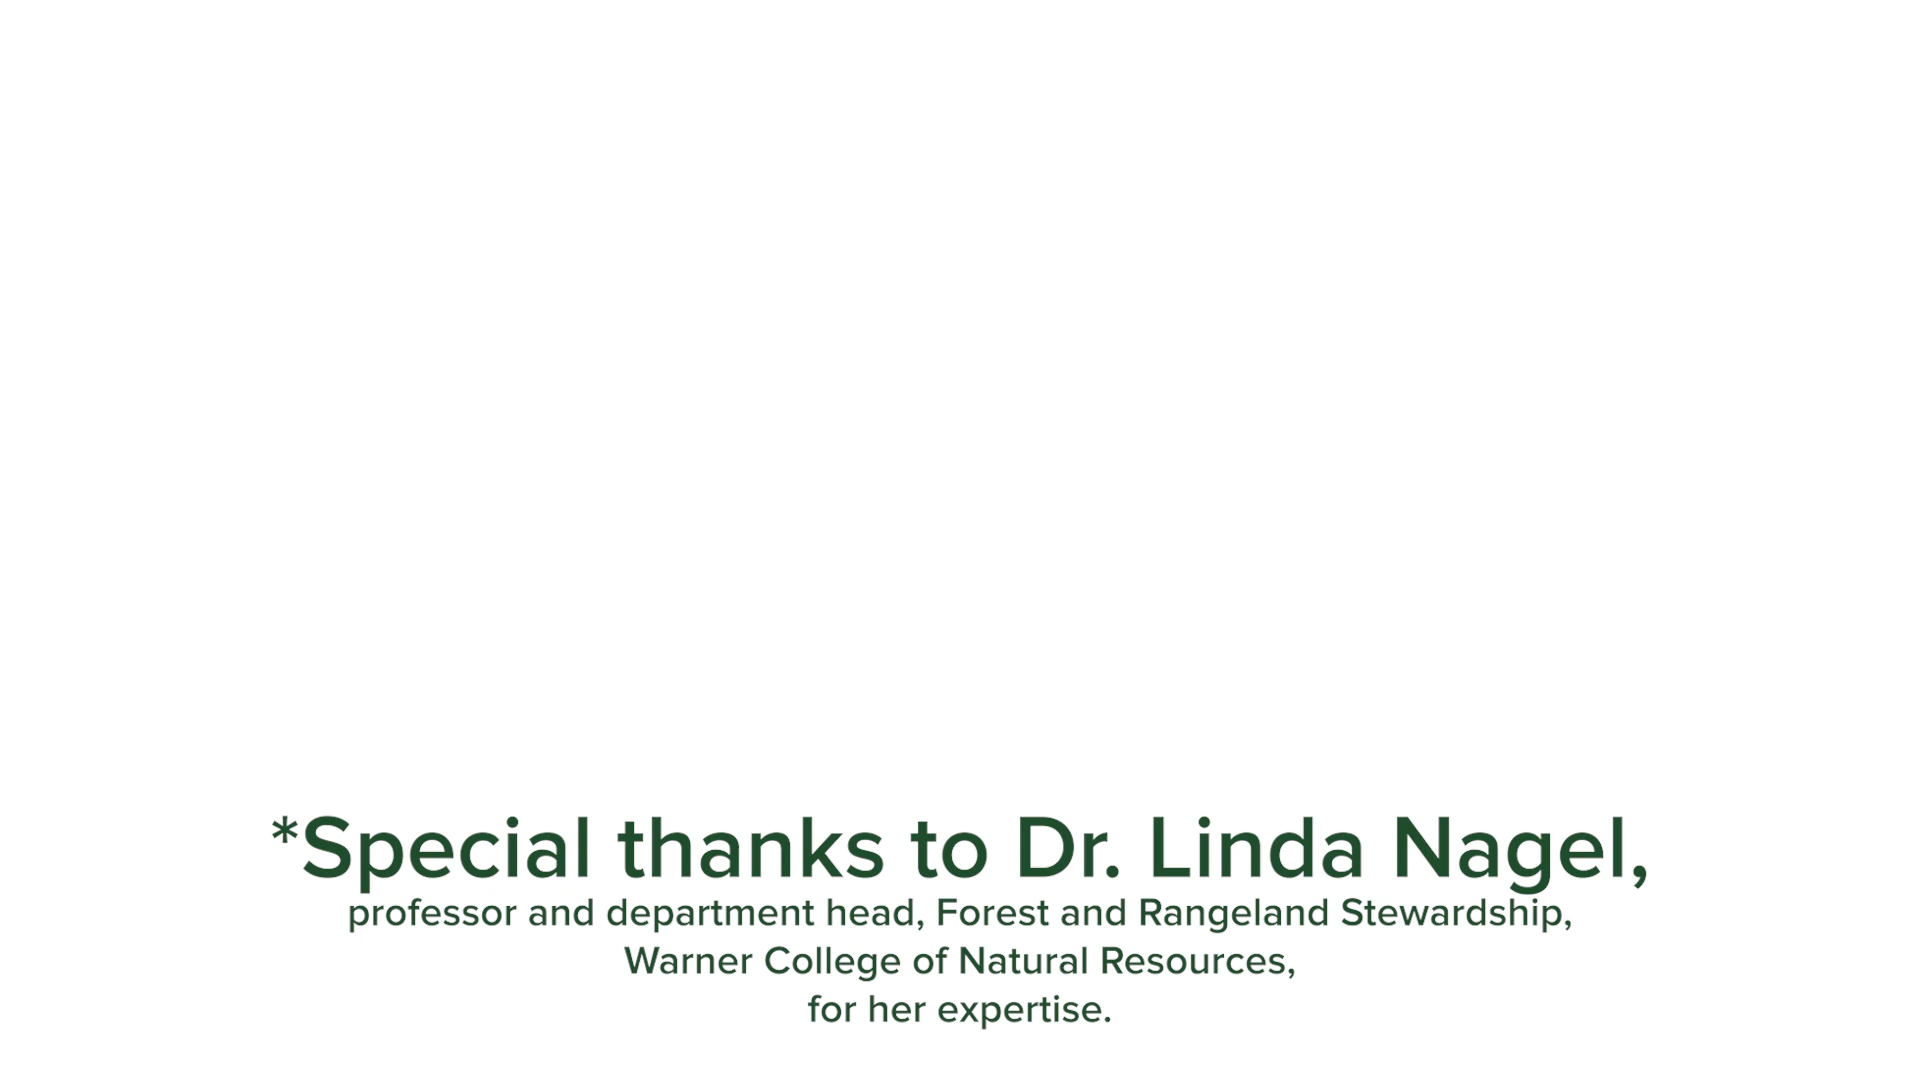 *Special thanks to Dr. Linda Nagel,
professor and department head, Forest and Rangeland Stewardship,
Warner College of Natural Resources,
for her expertise.